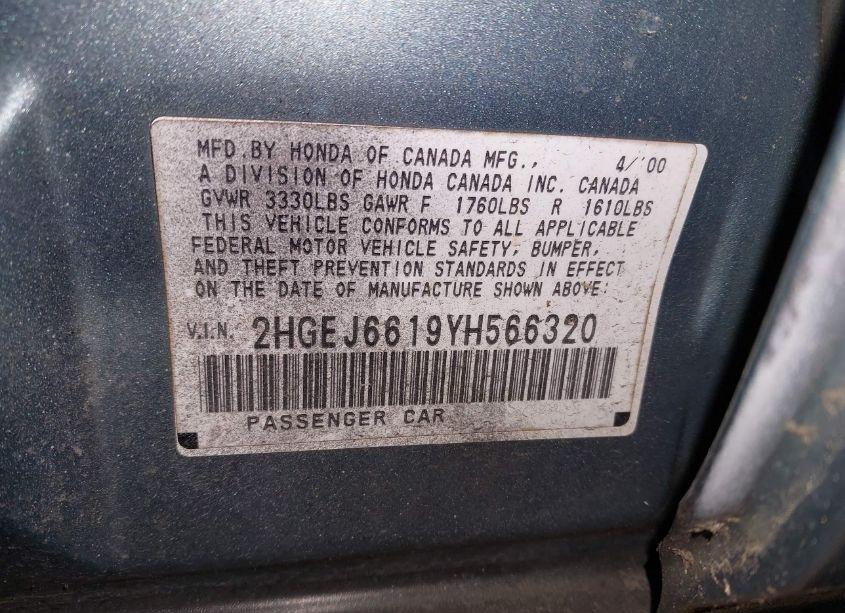 MFD. BY HONDA OF CANADA MFG., 4/'00
A DIVISION OF HONDA CANADA INC. CANADA
GVWR 3330LBS GAWR F 1760LBS R 1610LBS
THIS VEHICLE CONFORMS TO ALL APPLICABLE
FEDERAL MOTOR VEHICLE SAFETY, BUMPER,
AND THEFT PREVENTION STANDARDS IN EFFECT
ON THE DATE OF MANUFACTURE SHOWN ABOVE:
V.I.N. 2HGEJ6619YH566320
PASSENGER CAR